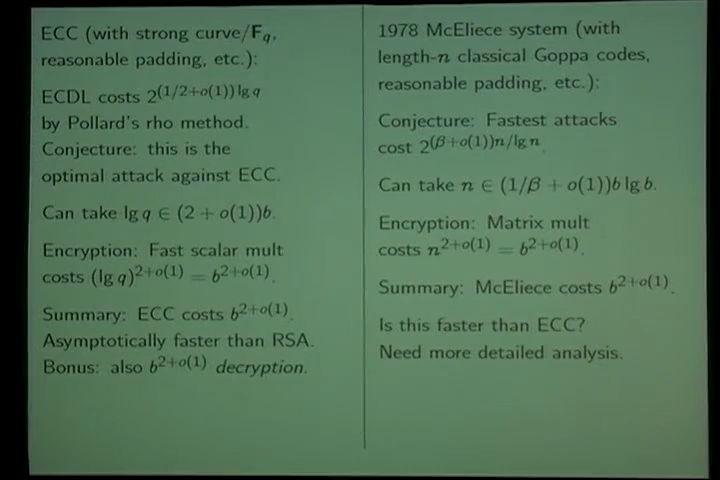 ECC (with strong curve/F_q,
reasonable padding, etc.):
ECDL costs 2^{(1/2+o(1)) lg q}
by Pollard's rho method.
Conjecture: this is the
optimal attack against ECC.
Can take lg q ∈ (2 + o(1))b.
Encryption: Fast scalar mult
costs (lg q)^{2+o(1)} = b^{2+o(1)}.
Summary: ECC costs b^{2+o(1)}.
Asymptotically faster than RSA.
Bonus: also b^{2+o(1)} decryption.
1978 McEliece system (with
length-n classical Goppa codes,
reasonable padding, etc.):
Conjecture: Fastest attacks
cost 2^{(β+o(1))n/lg n}.
Can take n ∈ (1/β + o(1))b lg b.
Encryption: Matrix mult
costs n^{2+o(1)} = b^{2+o(1)}.
Summary: McEliece costs b^{2+o(1)}.
Is this faster than ECC?
Need more detailed analysis.